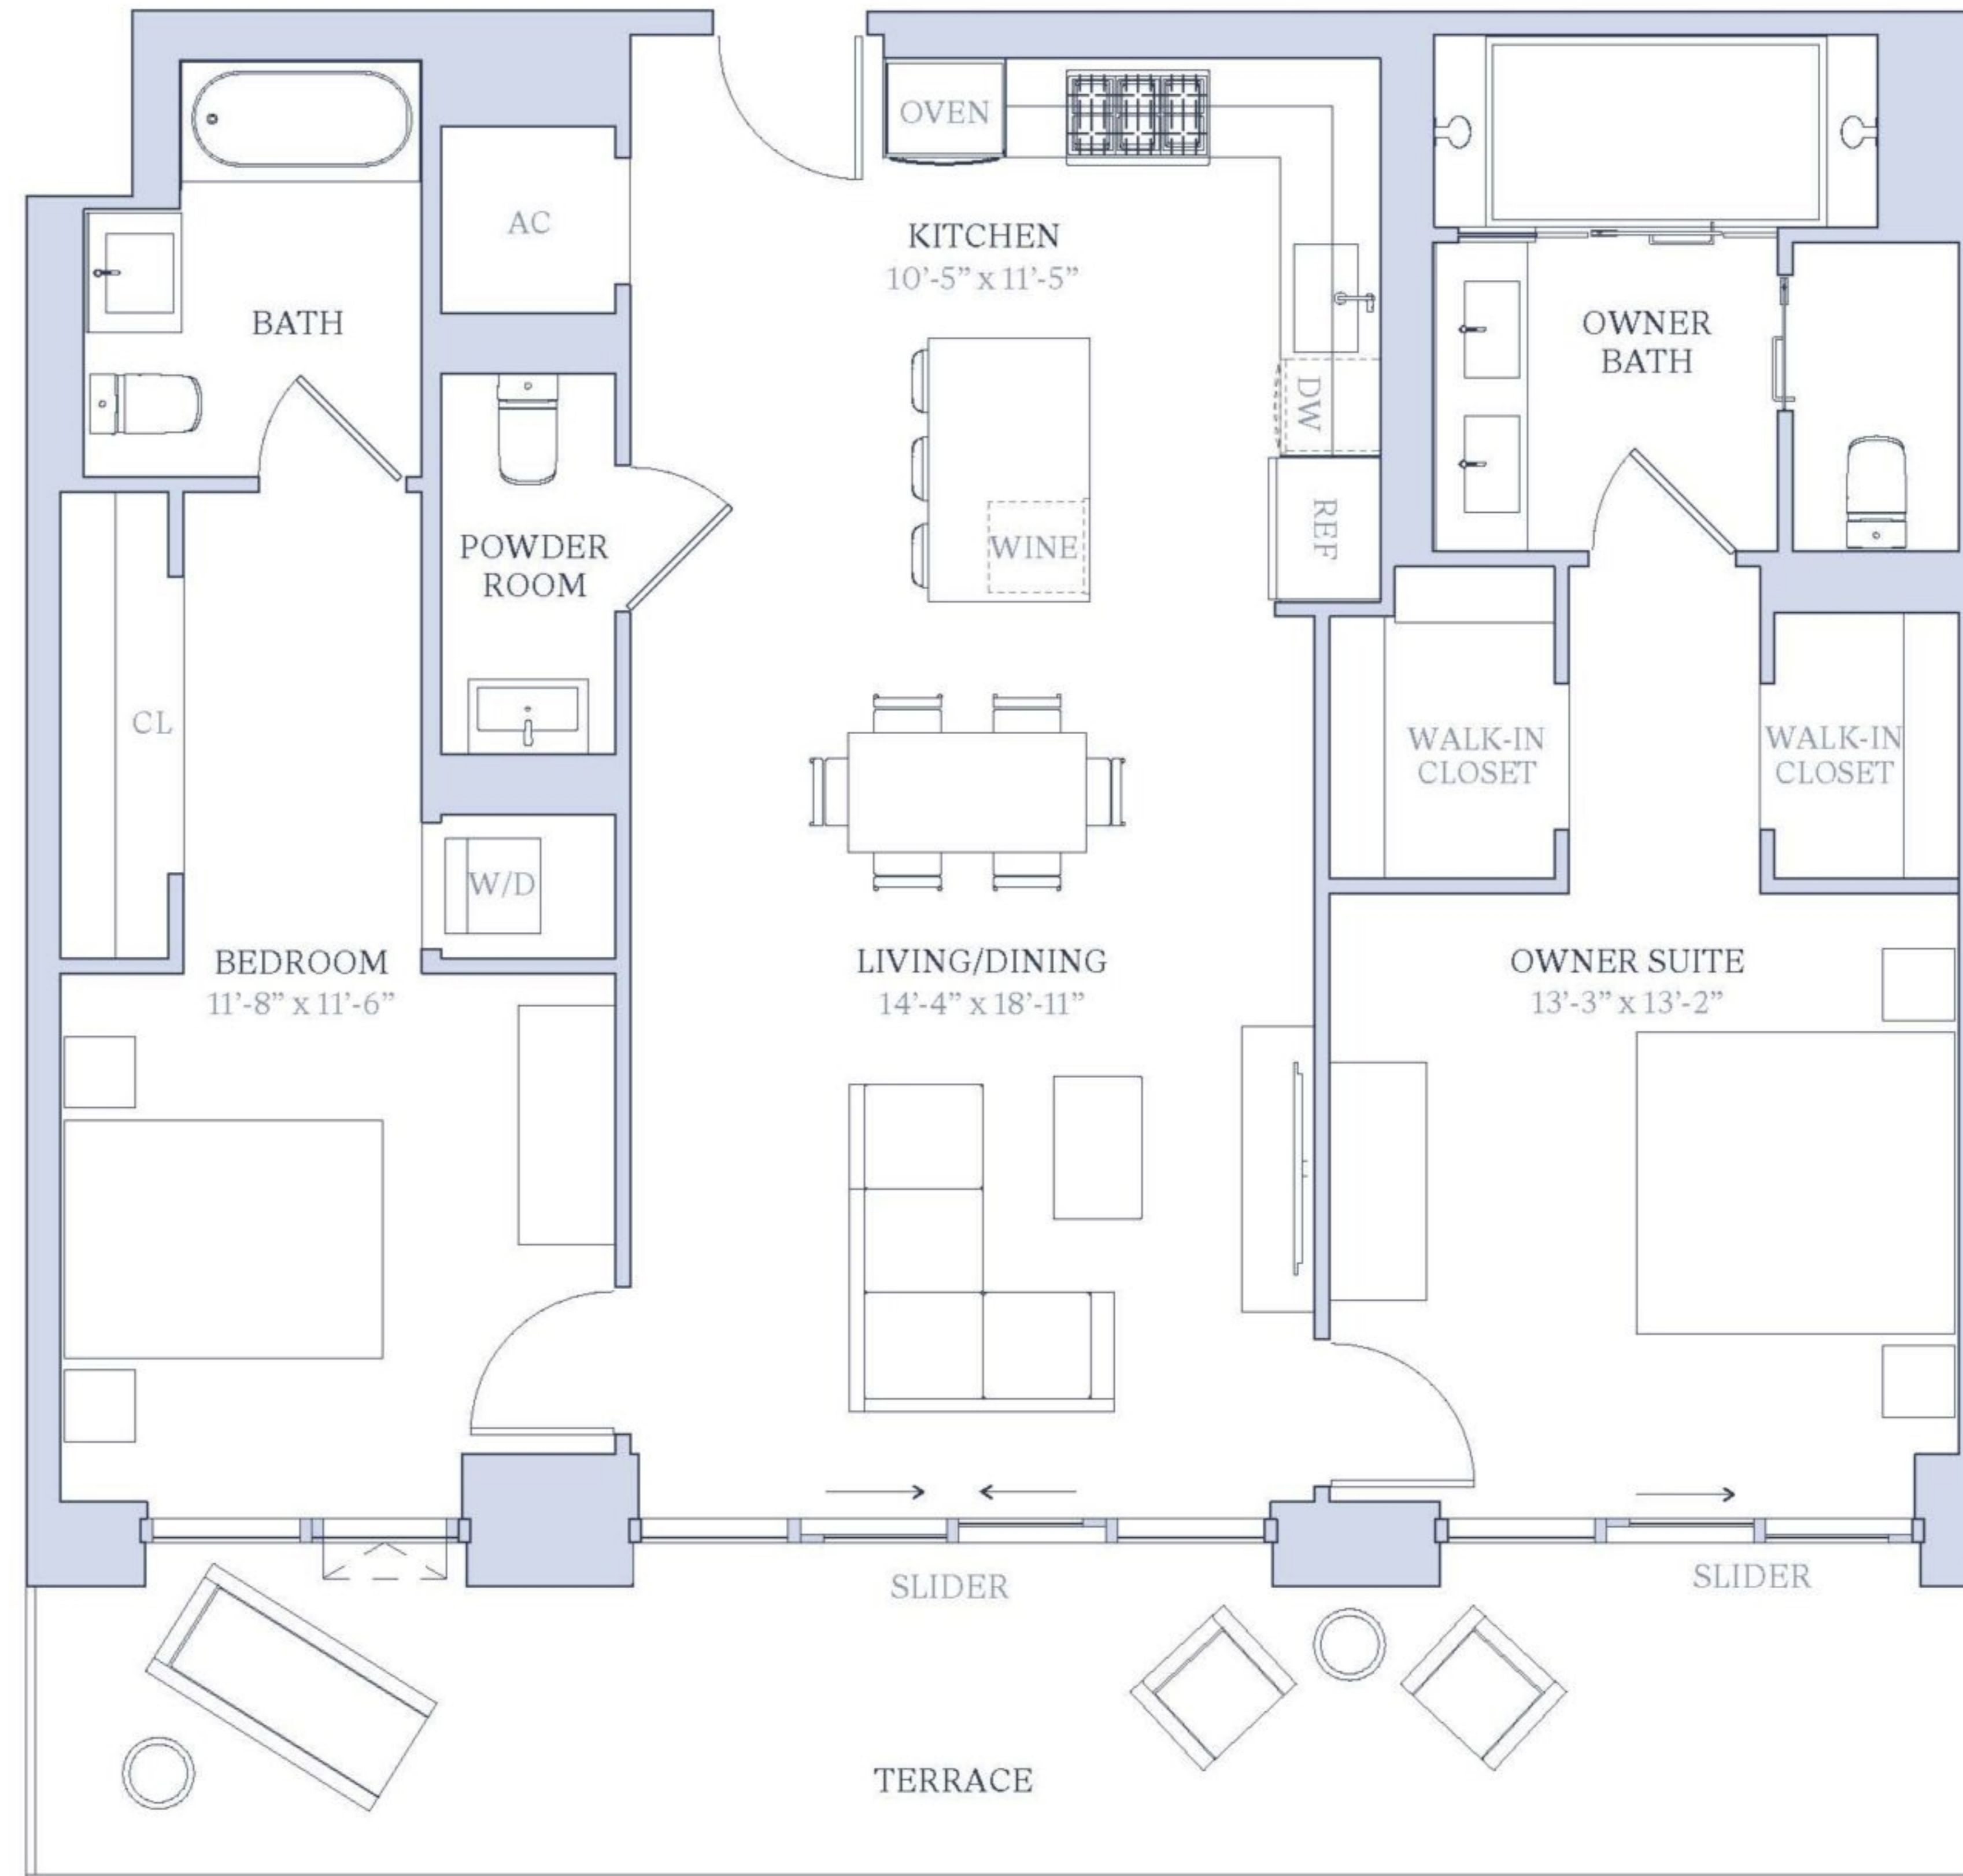 OVEN
AC
KITCHEN
10’-5” x 11’-5”
BATH
OWNER
BATH
DW
REF
WINE
POWDER
ROOM
CL
WALK-IN
CLOSET
WALK-IN
CLOSET
W/D
BEDROOM
11’-8” x 11’-6”
LIVING/DINING
14’-4” x 18’-11”
OWNER SUITE
13’-3” x 13’-2”
SLIDER
SLIDER
TERRACE